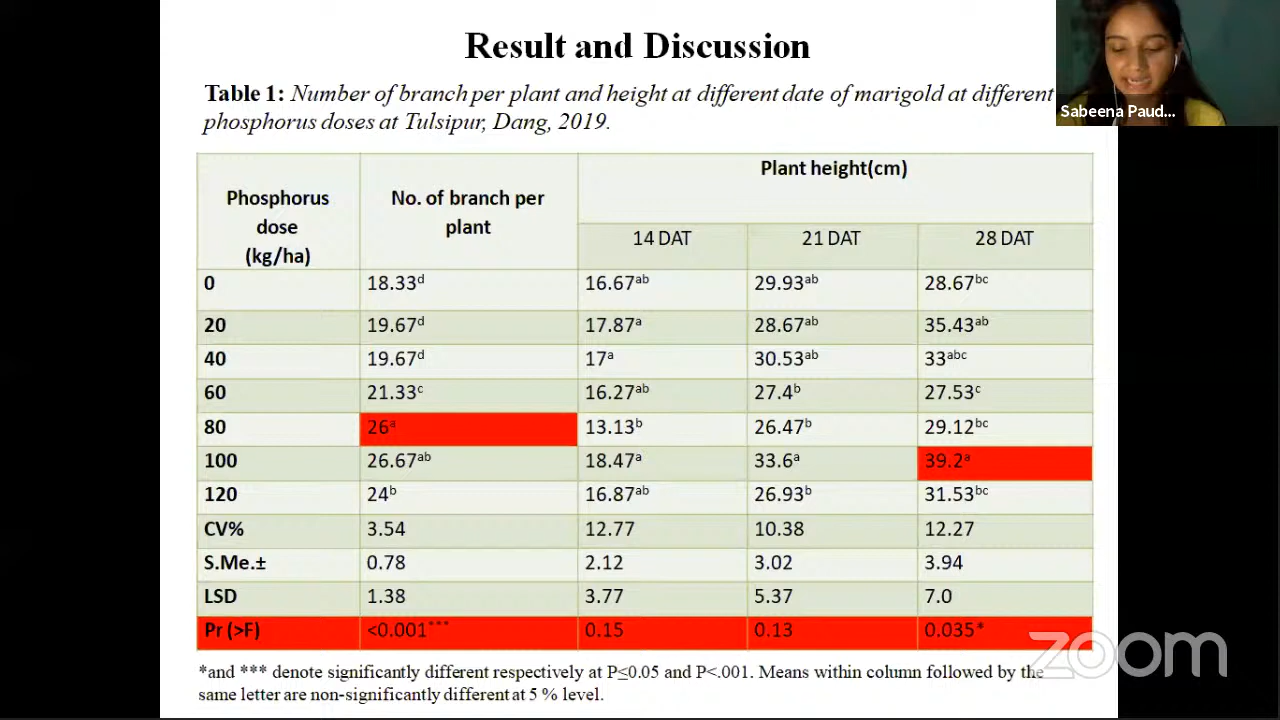 Result and Discussion
Table 1: Number of branch per plant and height at different date of marigold at different
phosphorus doses at Tulsipur, Dang, 2019.
Sabeena Paud...
Phosphorus dose (kg/ha) No. of branch per plant Plant height(cm)
14 DAT 21 DAT 28 DAT
0 18.33ᵈ 16.67ᵃᵇ 29.93ᵃᵇ 28.67ᵇᶜ
20 19.67ᵈ 17.87ᵃ 28.67ᵃᵇ 35.43ᵃᵇ
40 19.67ᵈ 17ᵃ 30.53ᵃᵇ 33ᵃᵇᶜ
60 21.33ᶜ 16.27ᵃᵇ 27.4ᵇ 27.53ᶜ
80 26ᵃ 13.13ᵇ 26.47ᵇ 29.12ᵇᶜ
100 26.67ᵃᵇ 18.47ᵃ 33.6ᵃ 39.2ᵃ
120 24ᵇ 16.87ᵃᵇ 26.93ᵇ 31.53ᵇᶜ
CV% 3.54 12.77 10.38 12.27
S.Me.± 0.78 2.12 3.02 3.94
LSD 1.38 3.77 5.37 7.0
Pr (>F) <0.001*** 0.15 0.13 0.035*
*and *** denote significantly different respectively at P≤0.05 and P<.001. Means within column followed by the
same letter are non-significantly different at 5 % level.
zoom